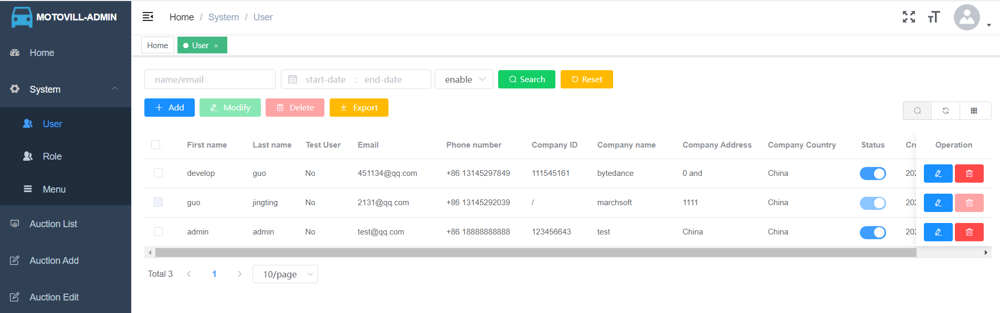 MOTOVILL-ADMIN
Home / System / User
Home
User ×
Home
System
User
Role
Menu
Auction List
Auction Add
Auction Edit
name/email
start-date : end-date
enable
Search
Reset
Add
Modify
Delete
Export
First name Last name Test User Email Phone number Company ID Company name Company Address Company Country Status Cre Operation
develop guo No 451134@qq.com +86 13145297849 111545161 bytedance 0 and China 202
guo jingting No 2131@qq.com +86 13145292039 / marchsoft 1111 China 202
admin admin No test@qq.com +86 18888888888 123456643 test China China 202
Total 3 1 10/page